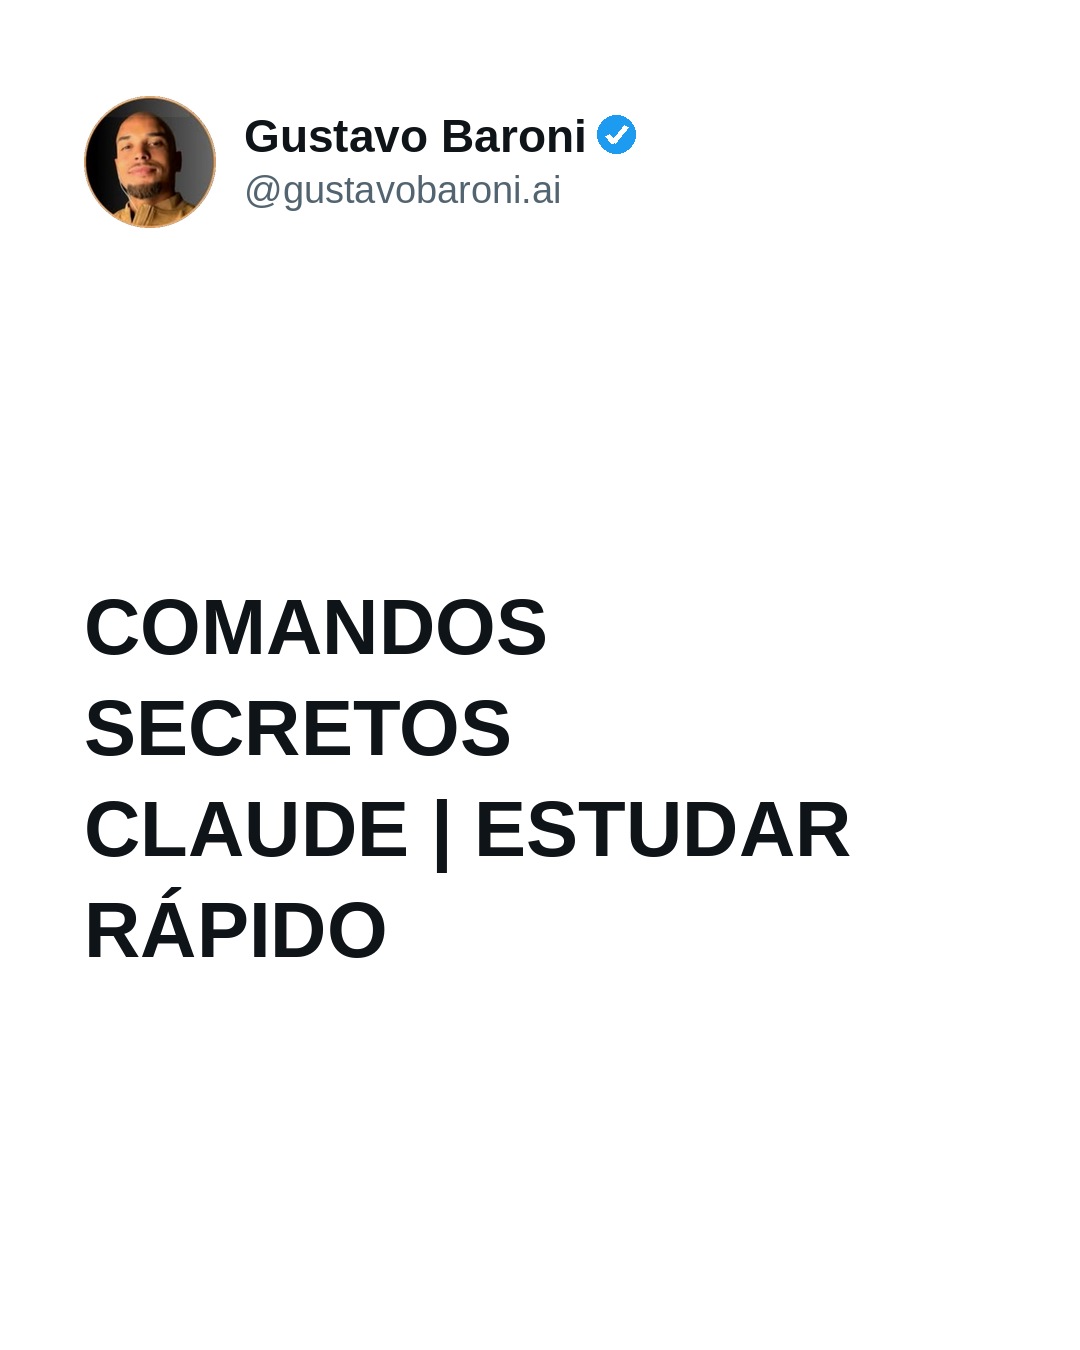 Gustavo Baroni
@gustavobaroni.ai
COMANDOS
SECRETOS
CLAUDE | ESTUDAR
RÁPIDO